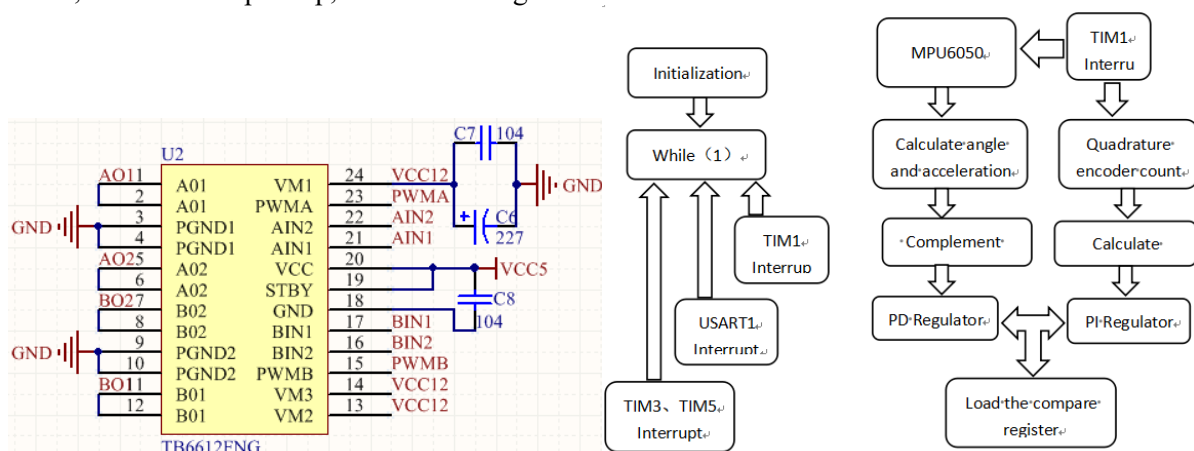 U2
AO11 A01
2 A01
GND 3 PGND1
4 PGND1
AO25 A02
6 A02
BO27 B02
8 B02
GND 9 PGND2
10 PGND2
BO11 B01
12 B01
VM1 24 VCC12
PWMA 23 PWMA
AIN2 22 AIN2
AIN1 21 AIN1
VCC 20
STBY 19
GND 18
BIN1 17 BIN1
BIN2 16 BIN2
PWMB 15 PWMB
VM3 14 VCC12
VM2 13 VCC12
TB6612FNG
C7 104
GND
+ C6
227
VCC5
C8
104
Initialization
While（1）
TIM1
Interrup
USART1
Interrupt
TIM3、TIM5
Interrupt
MPU6050
TIM1
Interru
Calculate angle
and acceleration
Quadrature
encoder count
Complement
Calculate
PD Regulator
PI Regulator
Load the compare
register